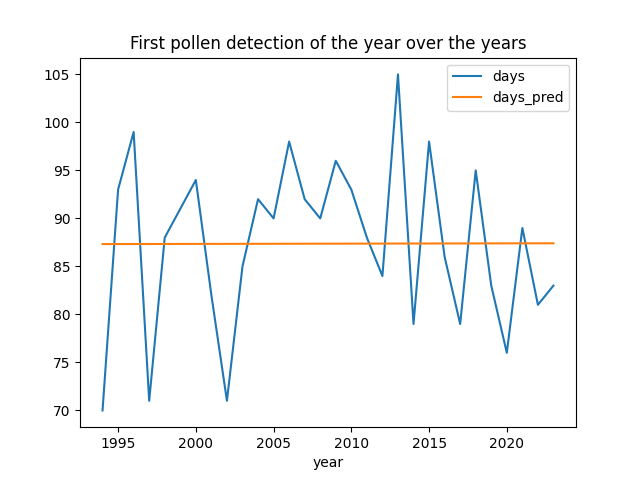 First pollen detection of the year over the years
days
days_pred
105
100
95
90
85
80
75
70
1995 2000 2005 2010 2015 2020
year